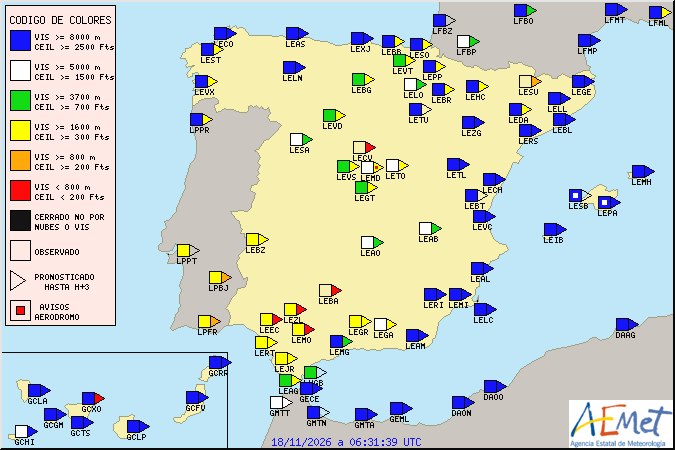 CODIGO DE COLORES
VIS >= 8000 m
CEIL >= 2500 Fts
VIS >= 5000 m
CEIL >= 1500 Fts
VIS >= 3700 m
CEIL >= 700 Fts
VIS >= 1600 m
CEIL >= 300 Fts
VIS >= 800 m
CEIL >= 200 Fts
VIS < 800 m
CEIL < 200 Fts
CERRADO NO POR
NUBES O VIS
OBSERVADO
PRONOSTICADO
HASTA H+3
AVISOS
AERODROMO
LECO
LEST
LEVX
LPPR
LEAS
LELN
LEXJ
LEBB
LESO
LFBZ
LFBO
LFBP
LFMT
LFML
LFMP
LEVT
LEPP
LEBG
LELO
LEBR
LEHC
LESU
LEGE
LELL
LEDA
LEBL
LERS
LETU
LEZG
LEVD
LESA
LECV
LEVS
LEMD
LETO
LEGT
LETL
LECH
LEBT
LEVC
LEMH
LESB
LEPA
LEIB
LEAB
LEAO
LEBZ
LPPT
LPBJ
LPFR
LEAL
LERI
LEMI
LELC
LEBA
LEZL
LEEC
LEMO
LERT
LEGR
LEGA
LEMG
LEAM
LEJR
LEAG
LXGB
GECE
GMTT
GMTN
GMTA
GEML
DAON
DAOO
DAAG
GCRR
GCLA
GCXO
GCGM
GCTS
GCHI
GCLP
GCFV
18/11/2026 a 06:31:39 UTC
AEMet
Agencia Estatal de Meteorología